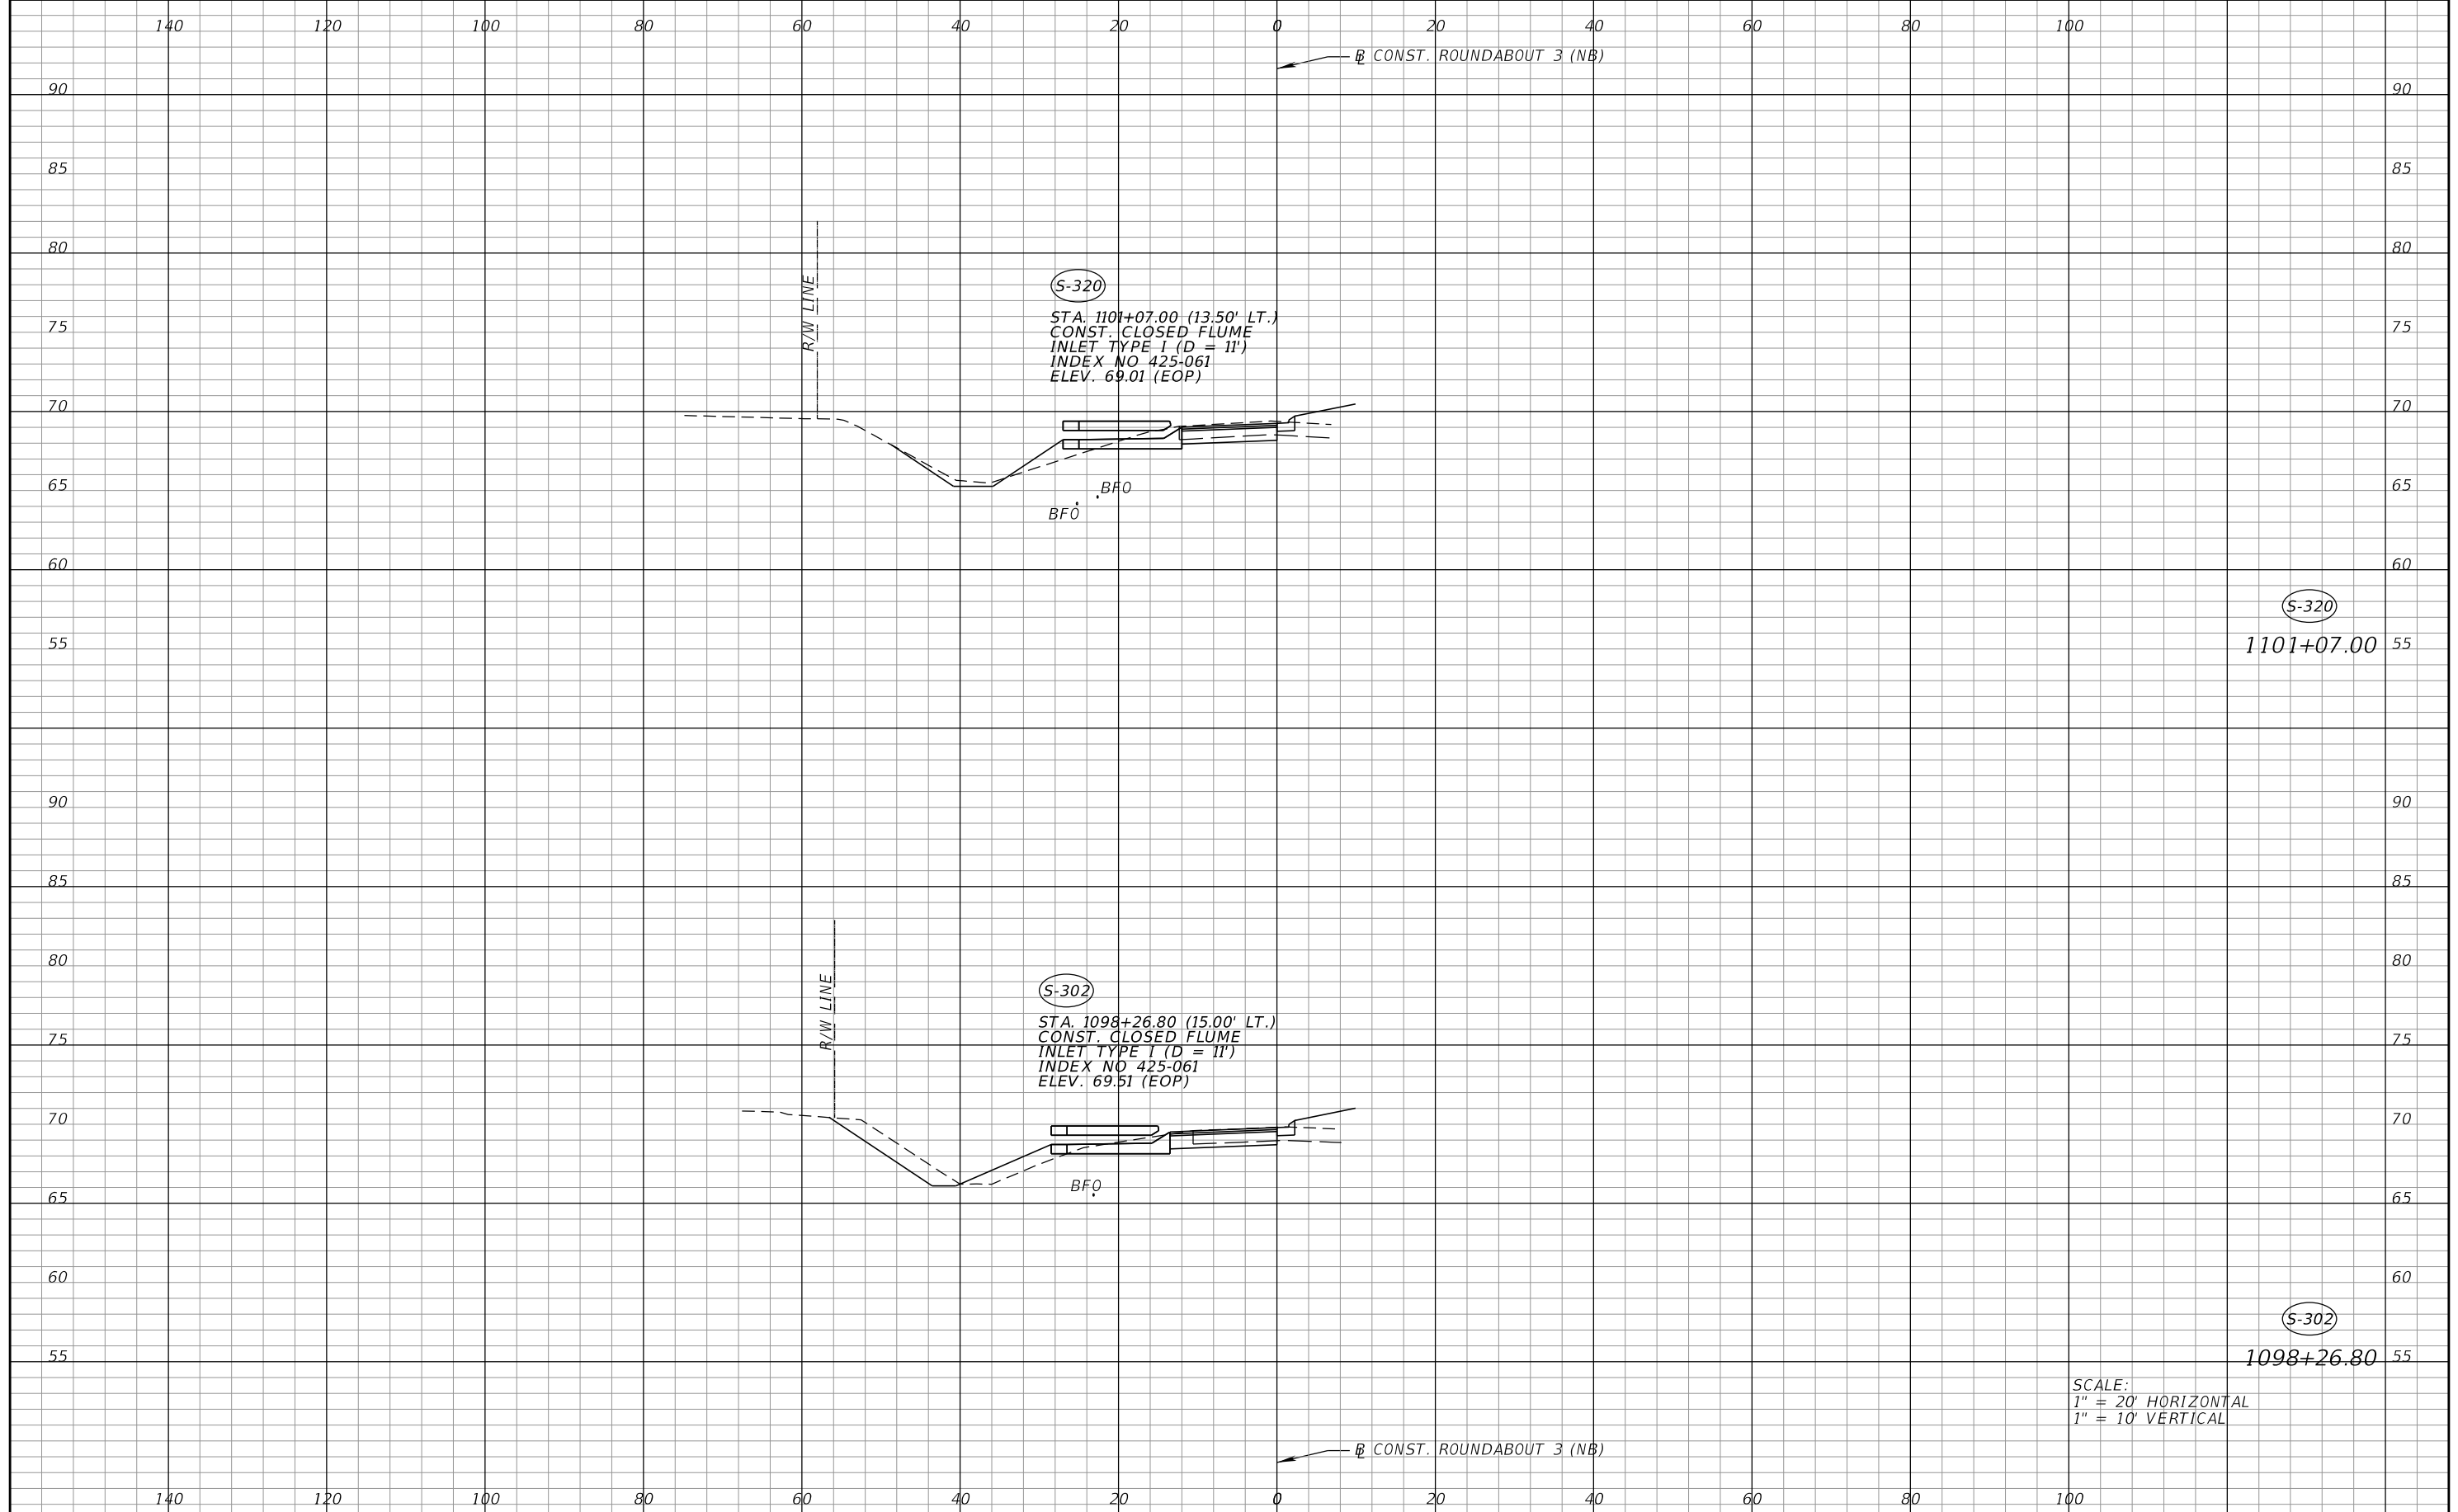 140 120 100 80 60 40 20 0 20 40 60 80 100
℄ CONST. ROUNDABOUT 3 (NB)
90 90
85 85
80 80
S-320
R/W LINE
STA. 1101+07.00 (13.50' LT.)
75 75
CONST. CLOSED FLUME
INLET TYPE I (D = 11')
INDEX NO 425-061
ELEV. 69.01 (EOP)
70 70
65 65
BF0
BF0
60 60
S-320
55 1101+07.00 55
90 90
85 85
80 80
S-302
R/W LINE
STA. 1098+26.80 (15.00' LT.)
CONST. CLOSED FLUME
75 75
INLET TYPE I (D = 11')
INDEX NO 425-061
ELEV. 69.51 (EOP)
70 70
BF0
65 65
60 60
S-302
55 1098+26.80 55
SCALE:
1" = 20' HORIZONTAL
1" = 10' VERTICAL
℄ CONST. ROUNDABOUT 3 (NB)
140 120 100 80 60 40 20 0 20 40 60 80 100